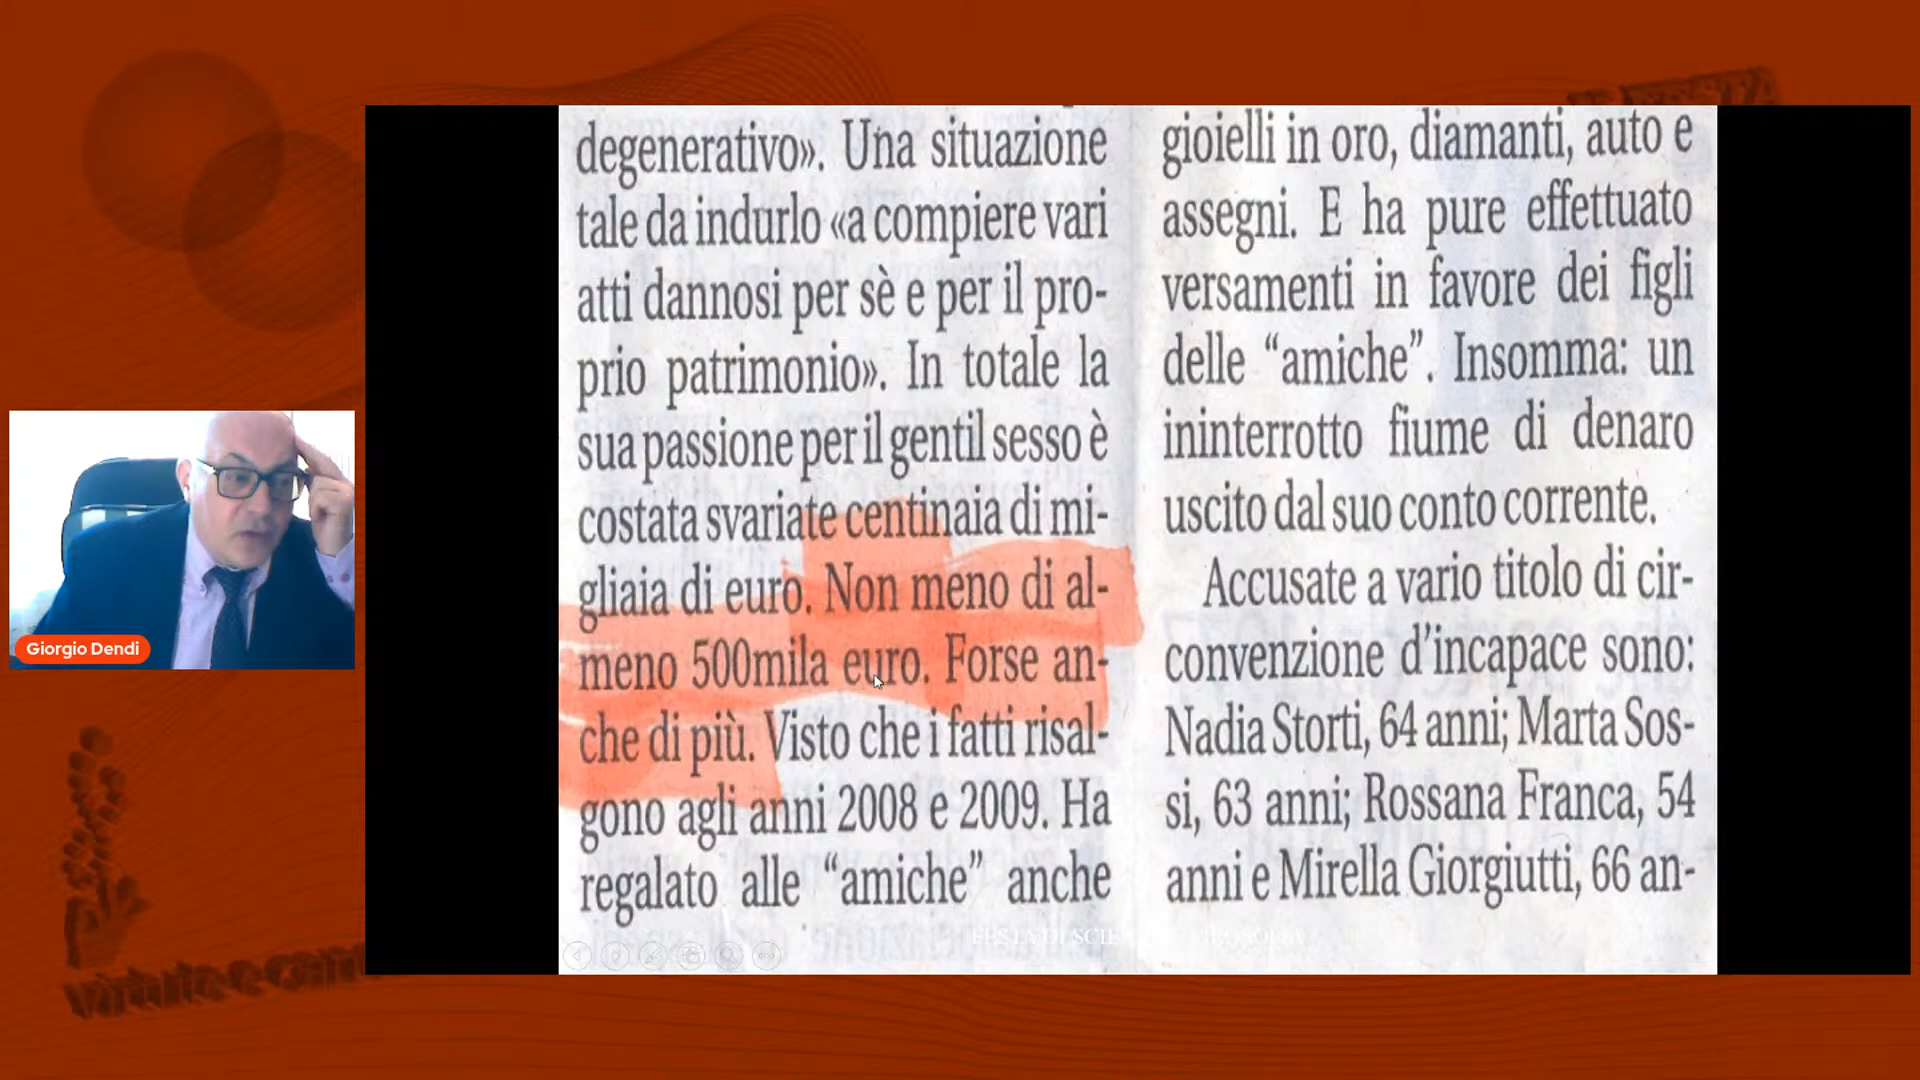 degenerativo». Una situazione
tale da indurlo «a compiere vari
atti dannosi per sè e per il pro-
prio patrimonio». In totale la
sua passione per il gentil sesso è
costata svariate centinaia di mi-
gliaia di euro. Non meno di al-
meno 500mila euro. Forse an-
che di più. Visto che i fatti risal-
gono agli anni 2008 e 2009. Ha
regalato alle “amiche” anche
gioielli in oro, diamanti, auto e
assegni. E ha pure effettuato
versamenti in favore dei figli
delle “amiche”. Insomma: un
ininterrotto fiume di denaro
uscito dal suo conto corrente.
Accusate a vario titolo di cir-
convenzione d’incapace sono:
Nadia Storti, 64 anni; Marta Sos-
si, 63 anni; Rossana Franca, 54
anni e Mirella Giorgiutti, 66 an-
Giorgio Dendi
FESTA DI